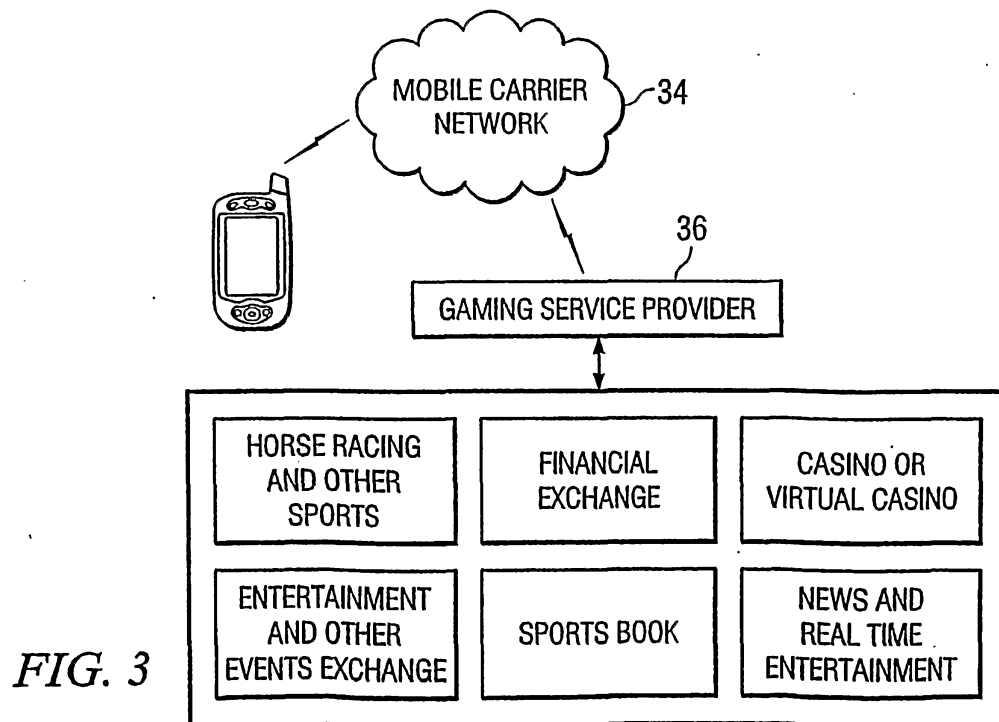 MOBILE CARRIER
NETWORK
34
36
GAMING SERVICE PROVIDER
HORSE RACING
AND OTHER
SPORTS
FINANCIAL
EXCHANGE
CASINO OR
VIRTUAL CASINO
ENTERTAINMENT
AND OTHER
EVENTS EXCHANGE
SPORTS BOOK
NEWS AND
REAL TIME
ENTERTAINMENT
FIG. 3